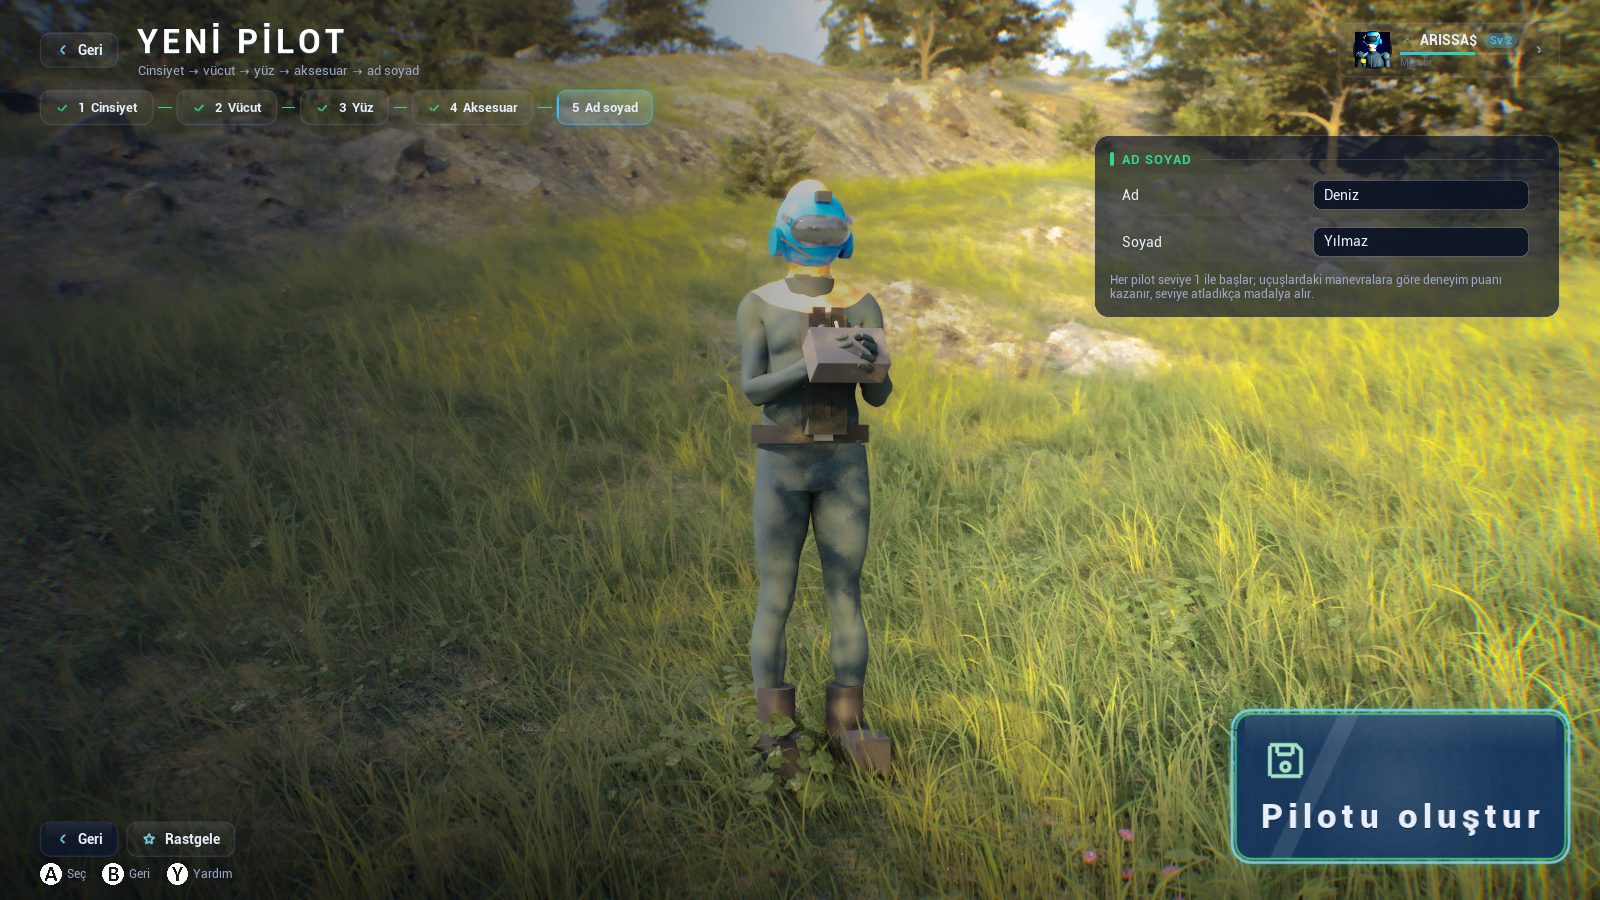 Geri
YENİ PİLOT
Cinsiyet → vücut → yüz → aksesuar → ad soyad
1 Cinsiyet
2 Vücut
3 Yüz
4 Aksesuar
5 Ad soyad
ARISSA$ Sv 2
AD SOYAD
Ad Deniz
Soyad Yılmaz
Her pilot seviye 1 ile başlar; uçuşlardaki manevralara göre deneyim puanı
kazanır, seviye atladıkça madalya alır.
Pilotu oluştur
Geri
Rastgele
A Seç B Geri Y Yardım